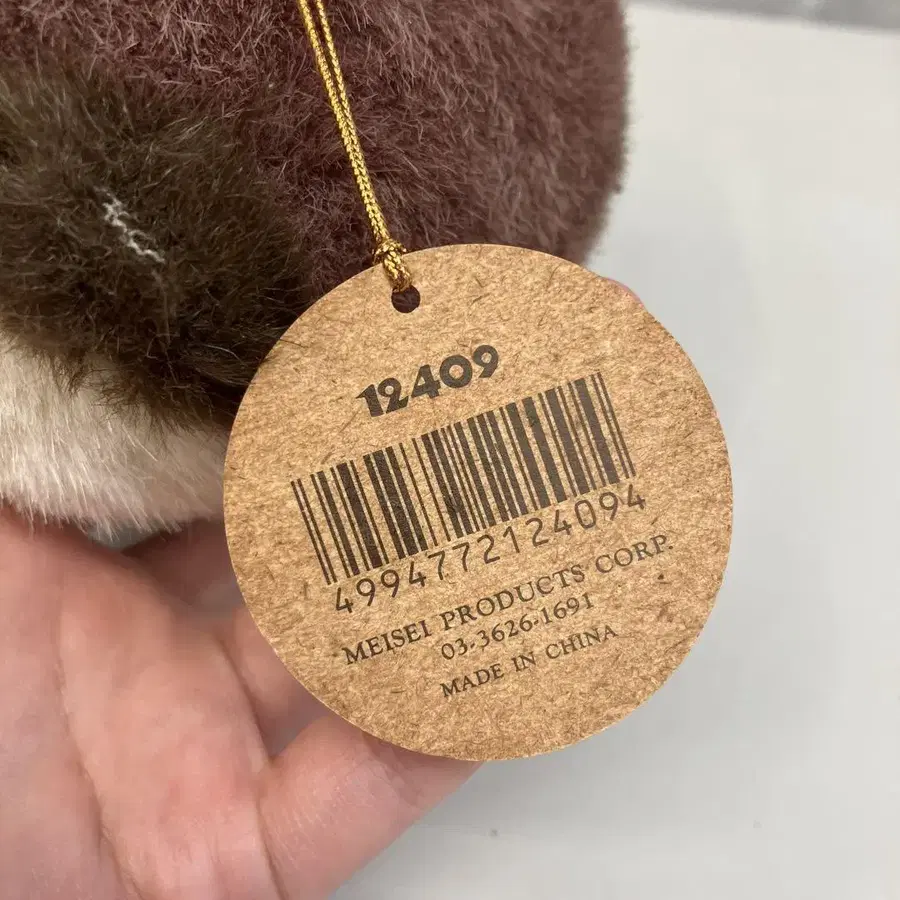 12409
4994772124094
MEISEI PRODUCTS CORP.
03-3626-1691
MADE IN CHINA